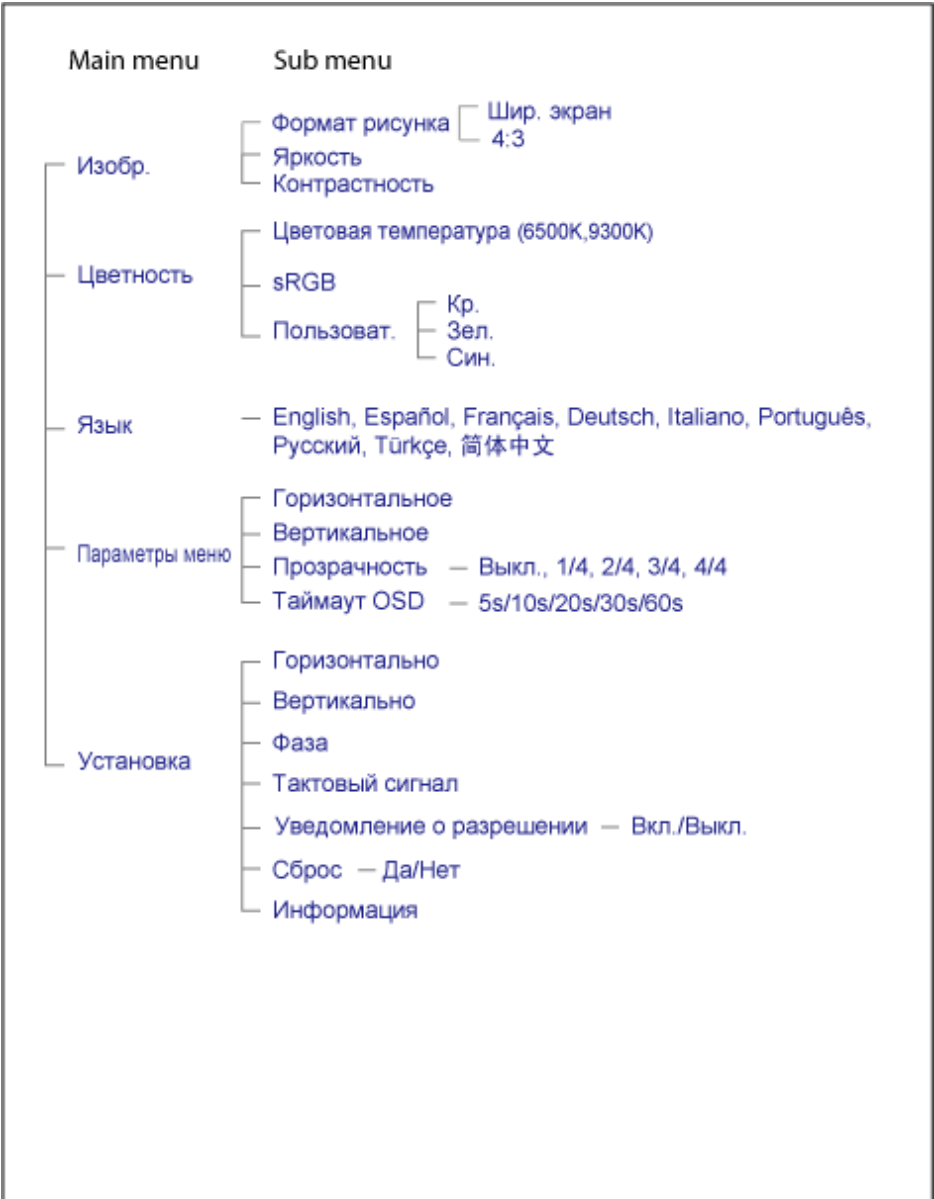 Main menu Sub menu
Формат рисунка Шир. экран
4:3
Изобр. Яркость
Контрастность
Цветовая температура (6500K,9300K)
Цветность sRGB
Кр.
Пользоват. Зел.
Син.
Язык — English, Español, Français, Deutsch, Italiano, Português,
Русский, Türkçe, 简体中文
Горизонтальное
Вертикальное
Параметры меню Прозрачность — Выкл., 1/4, 2/4, 3/4, 4/4
Таймаут OSD — 5s/10s/20s/30s/60s
Горизонтально
Вертикально
Фаза
Установка Тактовый сигнал
Уведомление о разрешении — Вкл./Выкл.
Сброс — Да/Нет
Информация